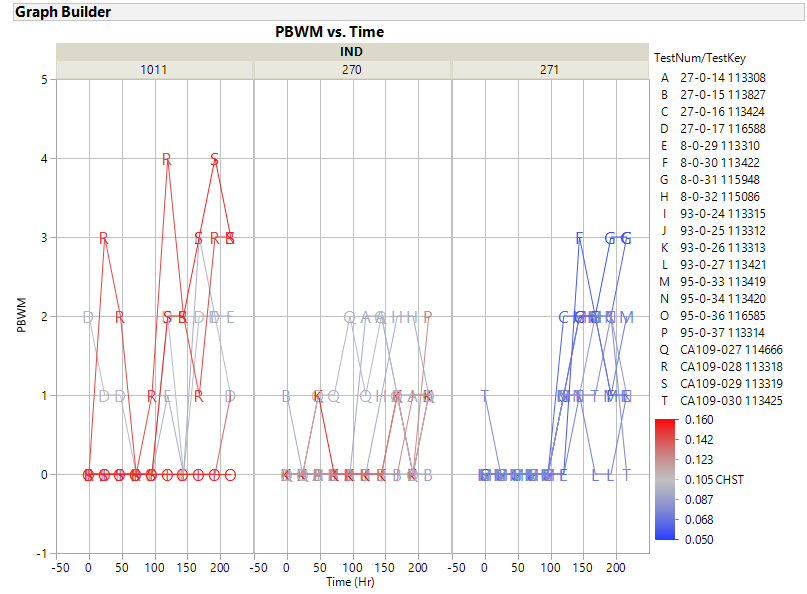 Graph Builder
PBWM vs. Time
IND
1011 270 271
TestNum/TestKey
A 27-0-14 113308
B 27-0-15 113827
C 27-0-16 113424
D 27-0-17 116588
E 8-0-29 113310
F 8-0-30 113422
G 8-0-31 115948
H 8-0-32 115086
I 93-0-24 113315
J 93-0-25 113312
K 93-0-26 113313
L 93-0-27 113421
M 95-0-33 113419
N 95-0-34 113420
O 95-0-36 116585
P 95-0-37 113314
Q CA109-027 114666
R CA109-028 113318
S CA109-029 113319
T CA109-030 113425
0.160
0.142
0.123
0.105 CHST
0.087
0.068
0.050
PBWM
5
4
3
2
1
0
-1
-50 0 50 100 150 200 -50 0 50 100 150 200 -50 0 50 100 150 200
Time (Hr)